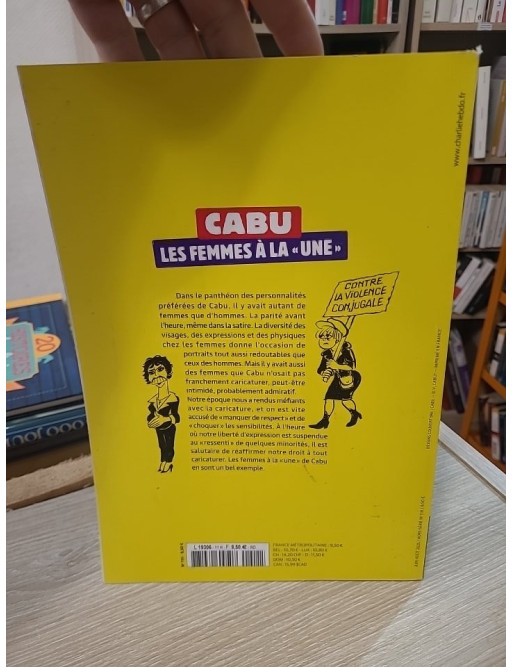 www.charliehebdo.fr
CABU
LES FEMMES À LA « UNE »
CONTRE
LA VIOLENCE
CONJUGALE
Dans le panthéon des personnalités
préférées de Cabu, il y avait autant de
femmes que d'hommes. La parité avant
l'heure, même dans la satire. La diversité des
visages, des expressions et des physiques
chez les femmes donne l'occasion de
portraits tout aussi redoutables que
ceux des hommes. Mais il y avait aussi
des femmes que Cabu n'osait pas
franchement caricaturer, peut-être
intimidé, probablement admiratif.
Notre époque nous a rendus méfiants
avec la caricature, et on est vite
accusé de « manquer de respect » et de
« choquer » les sensibilités. À l'heure
où notre liberté d'expression est suspendue
au « ressenti » de quelques minorités, il est
salutaire de réaffirmer notre droit à tout
caricaturer. Les femmes à la « une » de Cabu
en sont un bel exemple.